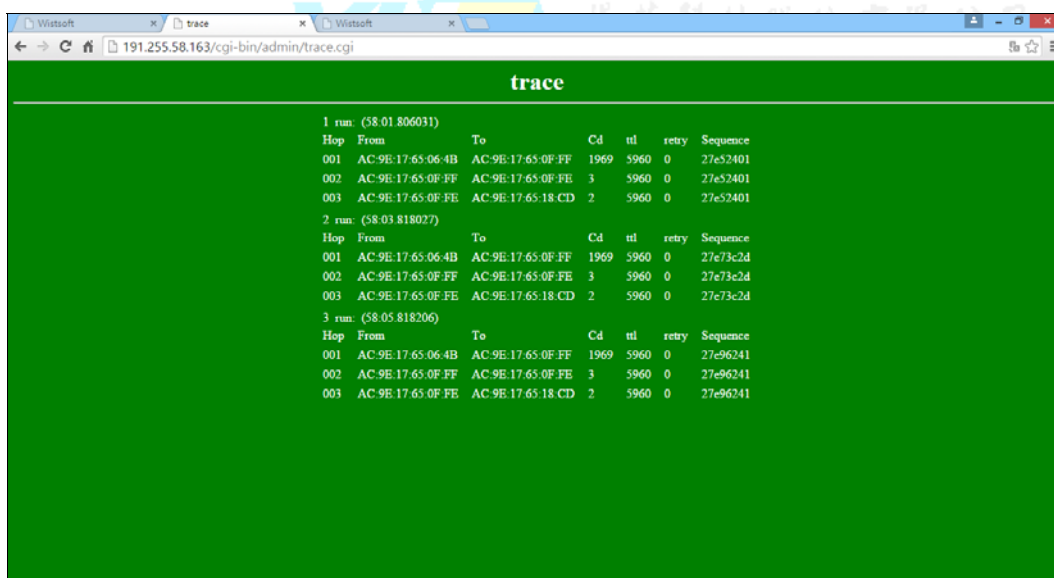 Wistsoft
trace
Wistsoft
191.255.58.163/cgi-bin/admin/trace.cgi
trace
1 run: (58:01.806031)
Hop From To Cd ttl retry Sequence
001 AC:9E:17:65:06:4B AC:9E:17:65:0F:FF 1969 5960 0 27e52401
002 AC:9E:17:65:0F:FF AC:9E:17:65:0F:FE 3 5960 0 27e52401
003 AC:9E:17:65:0F:FE AC:9E:17:65:18:CD 2 5960 0 27e52401
2 run: (58:03.818027)
Hop From To Cd ttl retry Sequence
001 AC:9E:17:65:06:4B AC:9E:17:65:0F:FF 1969 5960 0 27e73c2d
002 AC:9E:17:65:0F:FF AC:9E:17:65:0F:FE 3 5960 0 27e73c2d
003 AC:9E:17:65:0F:FE AC:9E:17:65:18:CD 2 5960 0 27e73c2d
3 run: (58:05.818206)
Hop From To Cd ttl retry Sequence
001 AC:9E:17:65:06:4B AC:9E:17:65:0F:FF 1969 5960 0 27e96241
002 AC:9E:17:65:0F:FF AC:9E:17:65:0F:FE 3 5960 0 27e96241
003 AC:9E:17:65:0F:FE AC:9E:17:65:18:CD 2 5960 0 27e96241